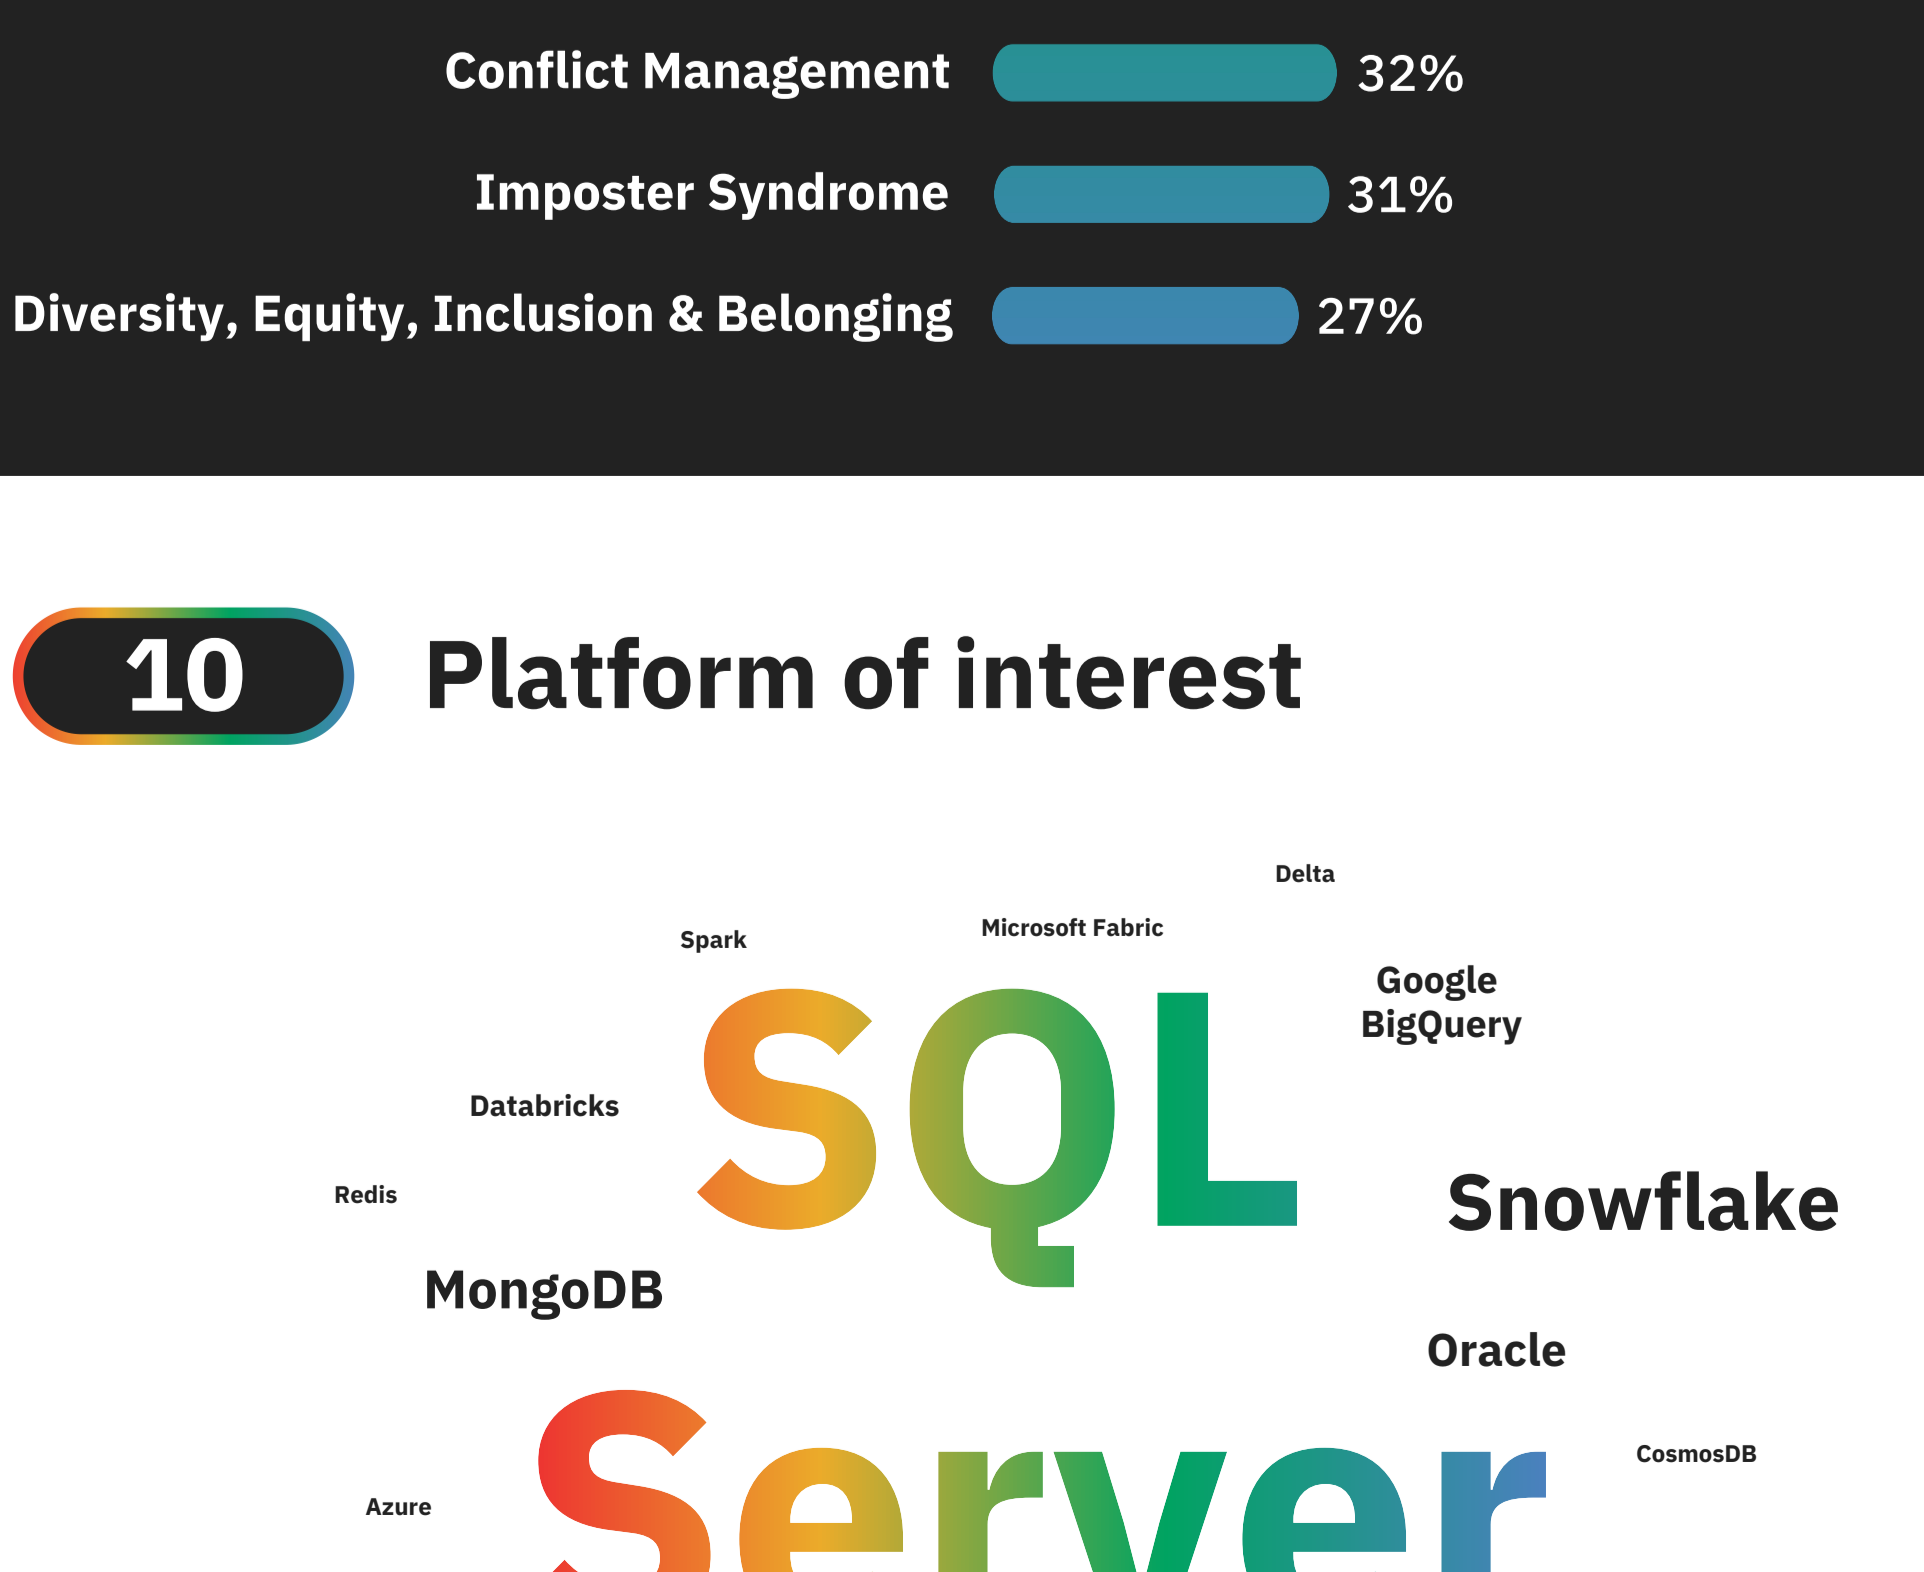 Conflict Management 32%
Imposter Syndrome 31%
Diversity, Equity, Inclusion & Belonging 27%
10 Platform of interest
Delta
Microsoft Fabric
Spark
Google
BigQuery
SQL
Databricks
Redis
Snowflake
MongoDB
Oracle
Server
CosmosDB
Azure